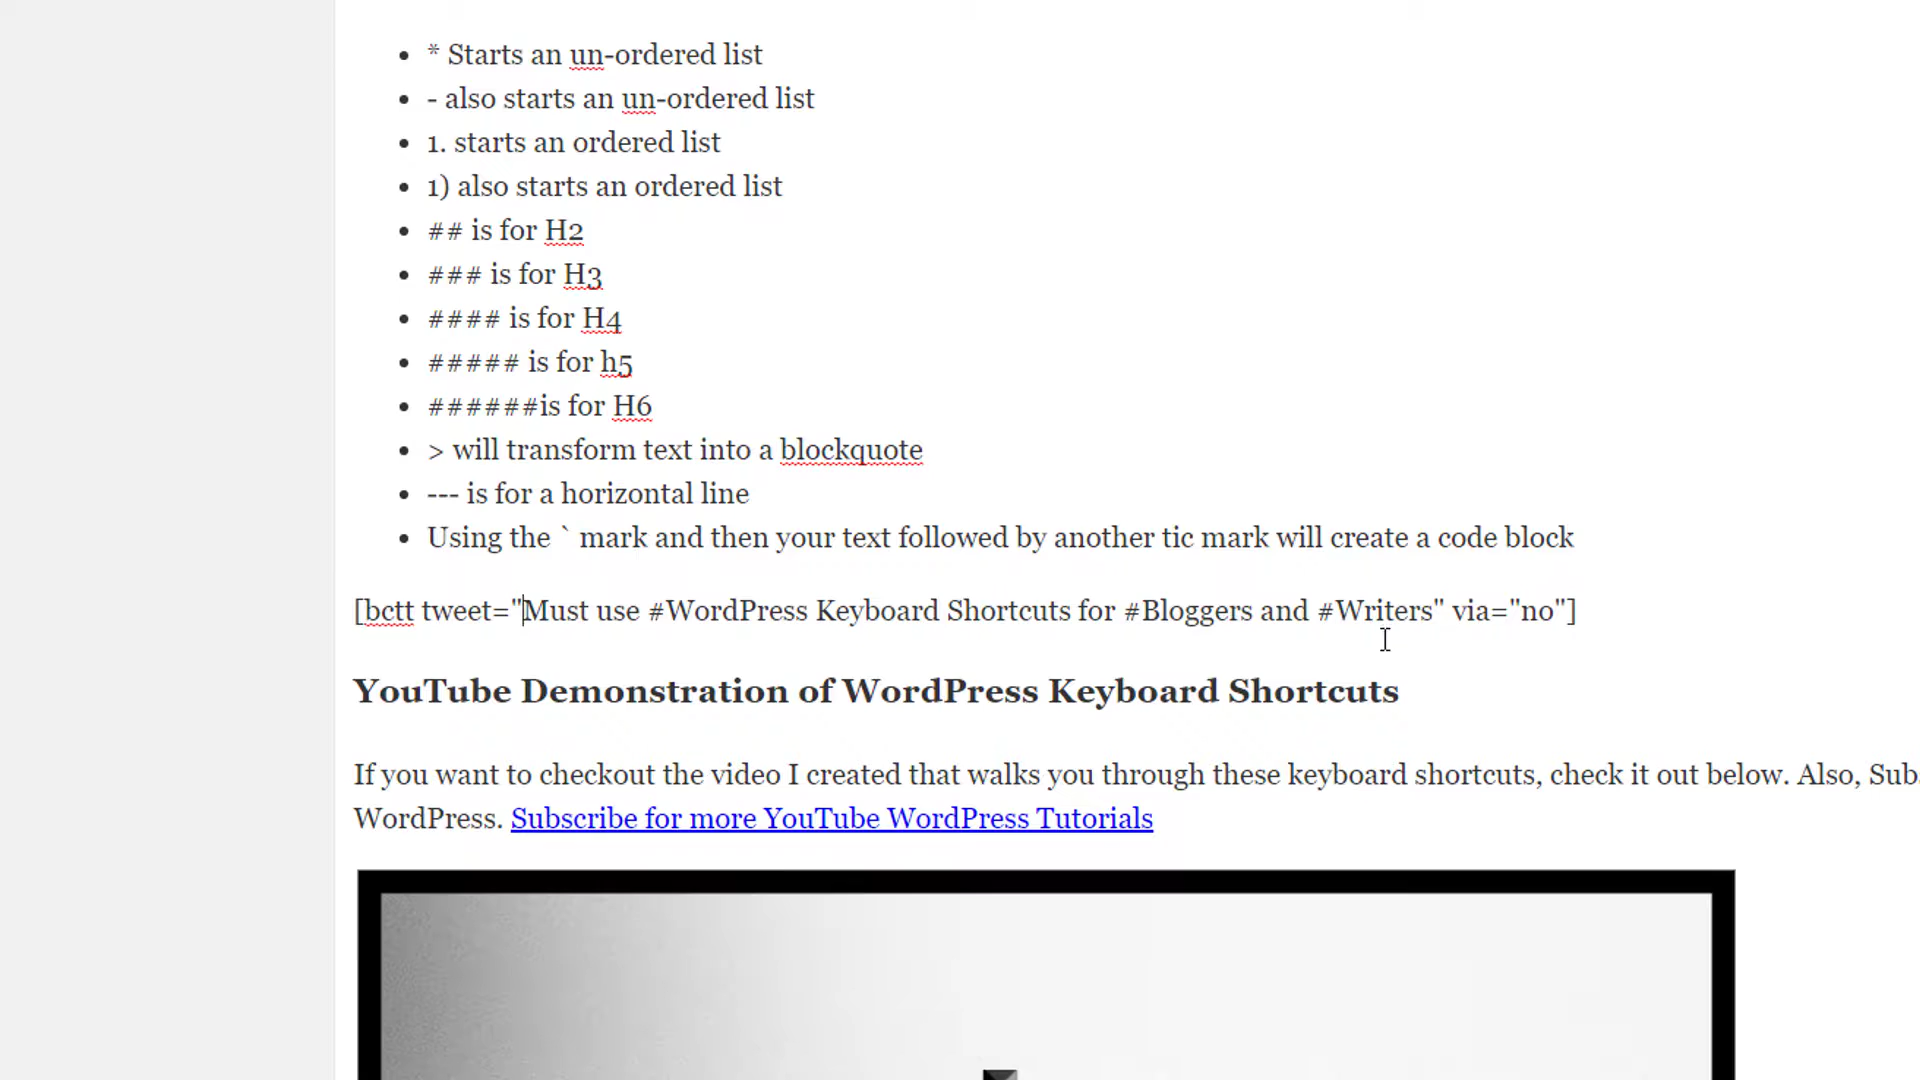 * Starts an un-ordered list
- also starts an un-ordered list
1. starts an ordered list
1) also starts an ordered list
## is for H2
### is for H3
#### is for H4
##### is for h5
######is for H6
> will transform text into a blockquote
--- is for a horizontal line
Using the ` mark and then your text followed by another tic mark will create a code block
[bctt tweet="Must use #WordPress Keyboard Shortcuts for #Bloggers and #Writers" via="no"]
YouTube Demonstration of WordPress Keyboard Shortcuts
If you want to checkout the video I created that walks you through these keyboard shortcuts, check it out below. Also, Sub
WordPress. Subscribe for more YouTube WordPress Tutorials